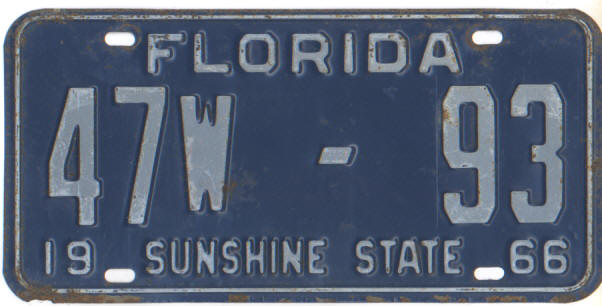 FLORIDA
47W - 93
19 SUNSHINE STATE 66